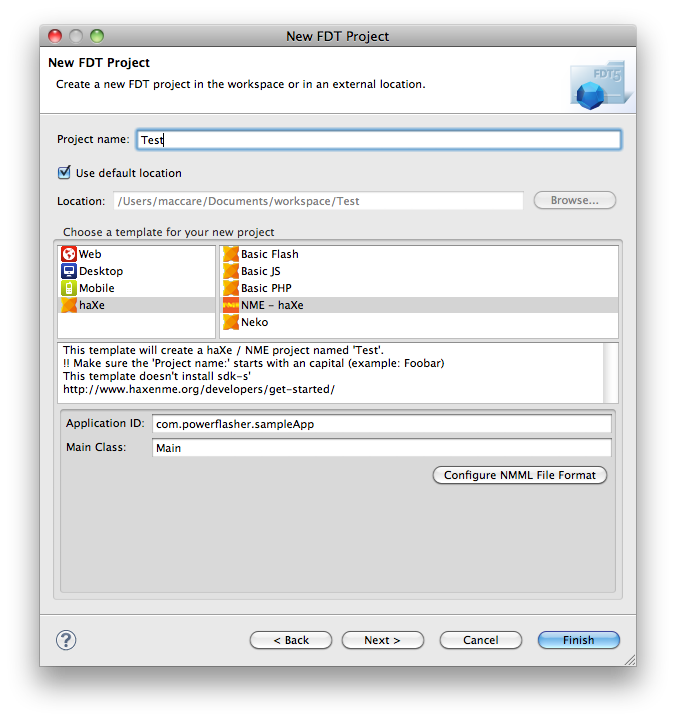 New FDT Project
New FDT Project
Create a new FDT project in the workspace or in an external location.
FDT5
Project name: Test
Use default location
Location: /Users/maccare/Documents/workspace/Test Browse...
Choose a template for your new project
Web
Desktop
Mobile
haXe
Basic Flash
Basic JS
Basic PHP
NME - haXe
Neko
This template will create a haXe / NME project named 'Test'.
!! Make sure the 'Project name:' starts with an capital (example: Foobar)
This template doesn't install sdk-s'
http://www.haxenme.org/developers/get-started/
Application ID: com.powerflasher.sampleApp
Main Class: Main
Configure NMML File Format
? < Back Next > Cancel Finish